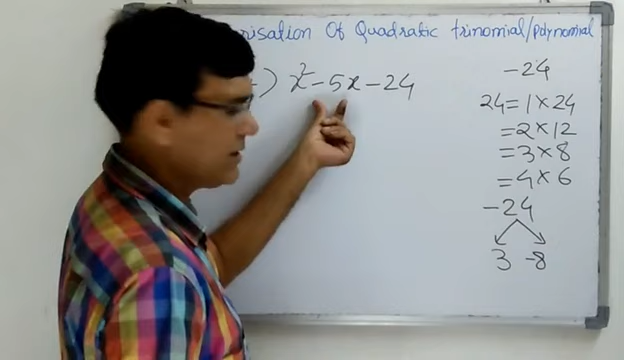 risation Of Quadratic trinomial/polynomial
) x² - 5x - 24
- 24
24 = 1 × 24
= 2 × 12
= 3 × 8
= 4 × 6
- 24
3 -8